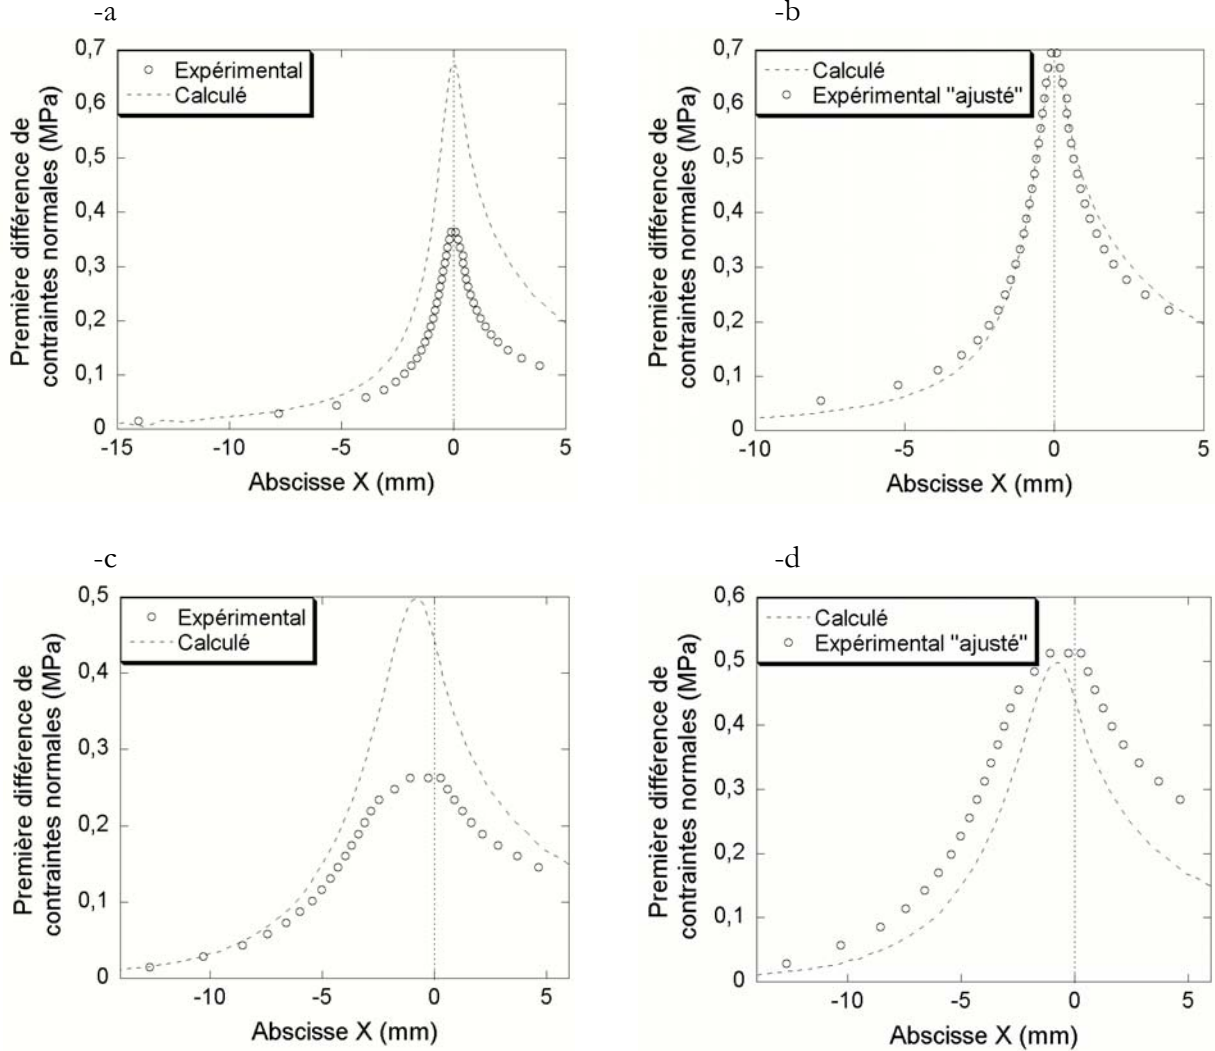 -a
Expérimental
Calculé
Première différence de
contraintes normales (MPa)
0,7
0,6
0,5
0,4
0,3
0,2
0,1
0
-15
-10
-5
0
5
Abscisse X (mm)
-b
Calculé
Expérimental "ajusté"
Première différence de
contraintes normales (MPa)
0,7
0,6
0,5
0,4
0,3
0,2
0,1
0
-10
-5
0
5
Abscisse X (mm)
-c
Expérimental
Calculé
Première différence de
contraintes normales (MPa)
0,5
0,4
0,3
0,2
0,1
0
-10
-5
0
5
Abscisse X (mm)
-d
Calculé
Expérimental "ajusté"
Première différence de
contraintes normales (MPa)
0,6
0,5
0,4
0,3
0,2
0,1
0
-10
-5
0
5
Abscisse X (mm)